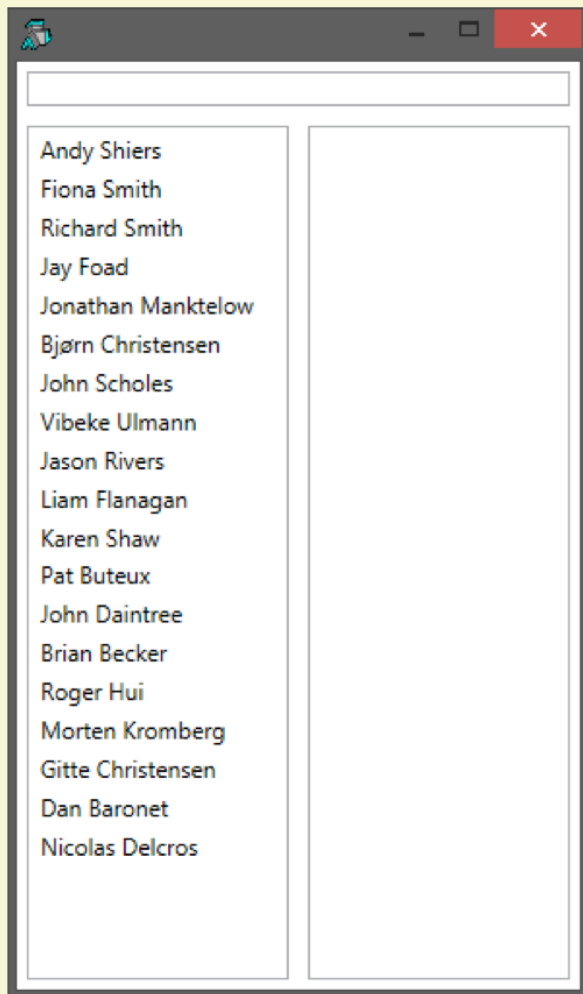 Andy Shiers
Fiona Smith
Richard Smith
Jay Foad
Jonathan Manktelow
Bjørn Christensen
John Scholes
Vibeke Ulmann
Jason Rivers
Liam Flanagan
Karen Shaw
Pat Buteux
John Daintree
Brian Becker
Roger Hui
Morten Kromberg
Gitte Christensen
Dan Baronet
Nicolas Delcros